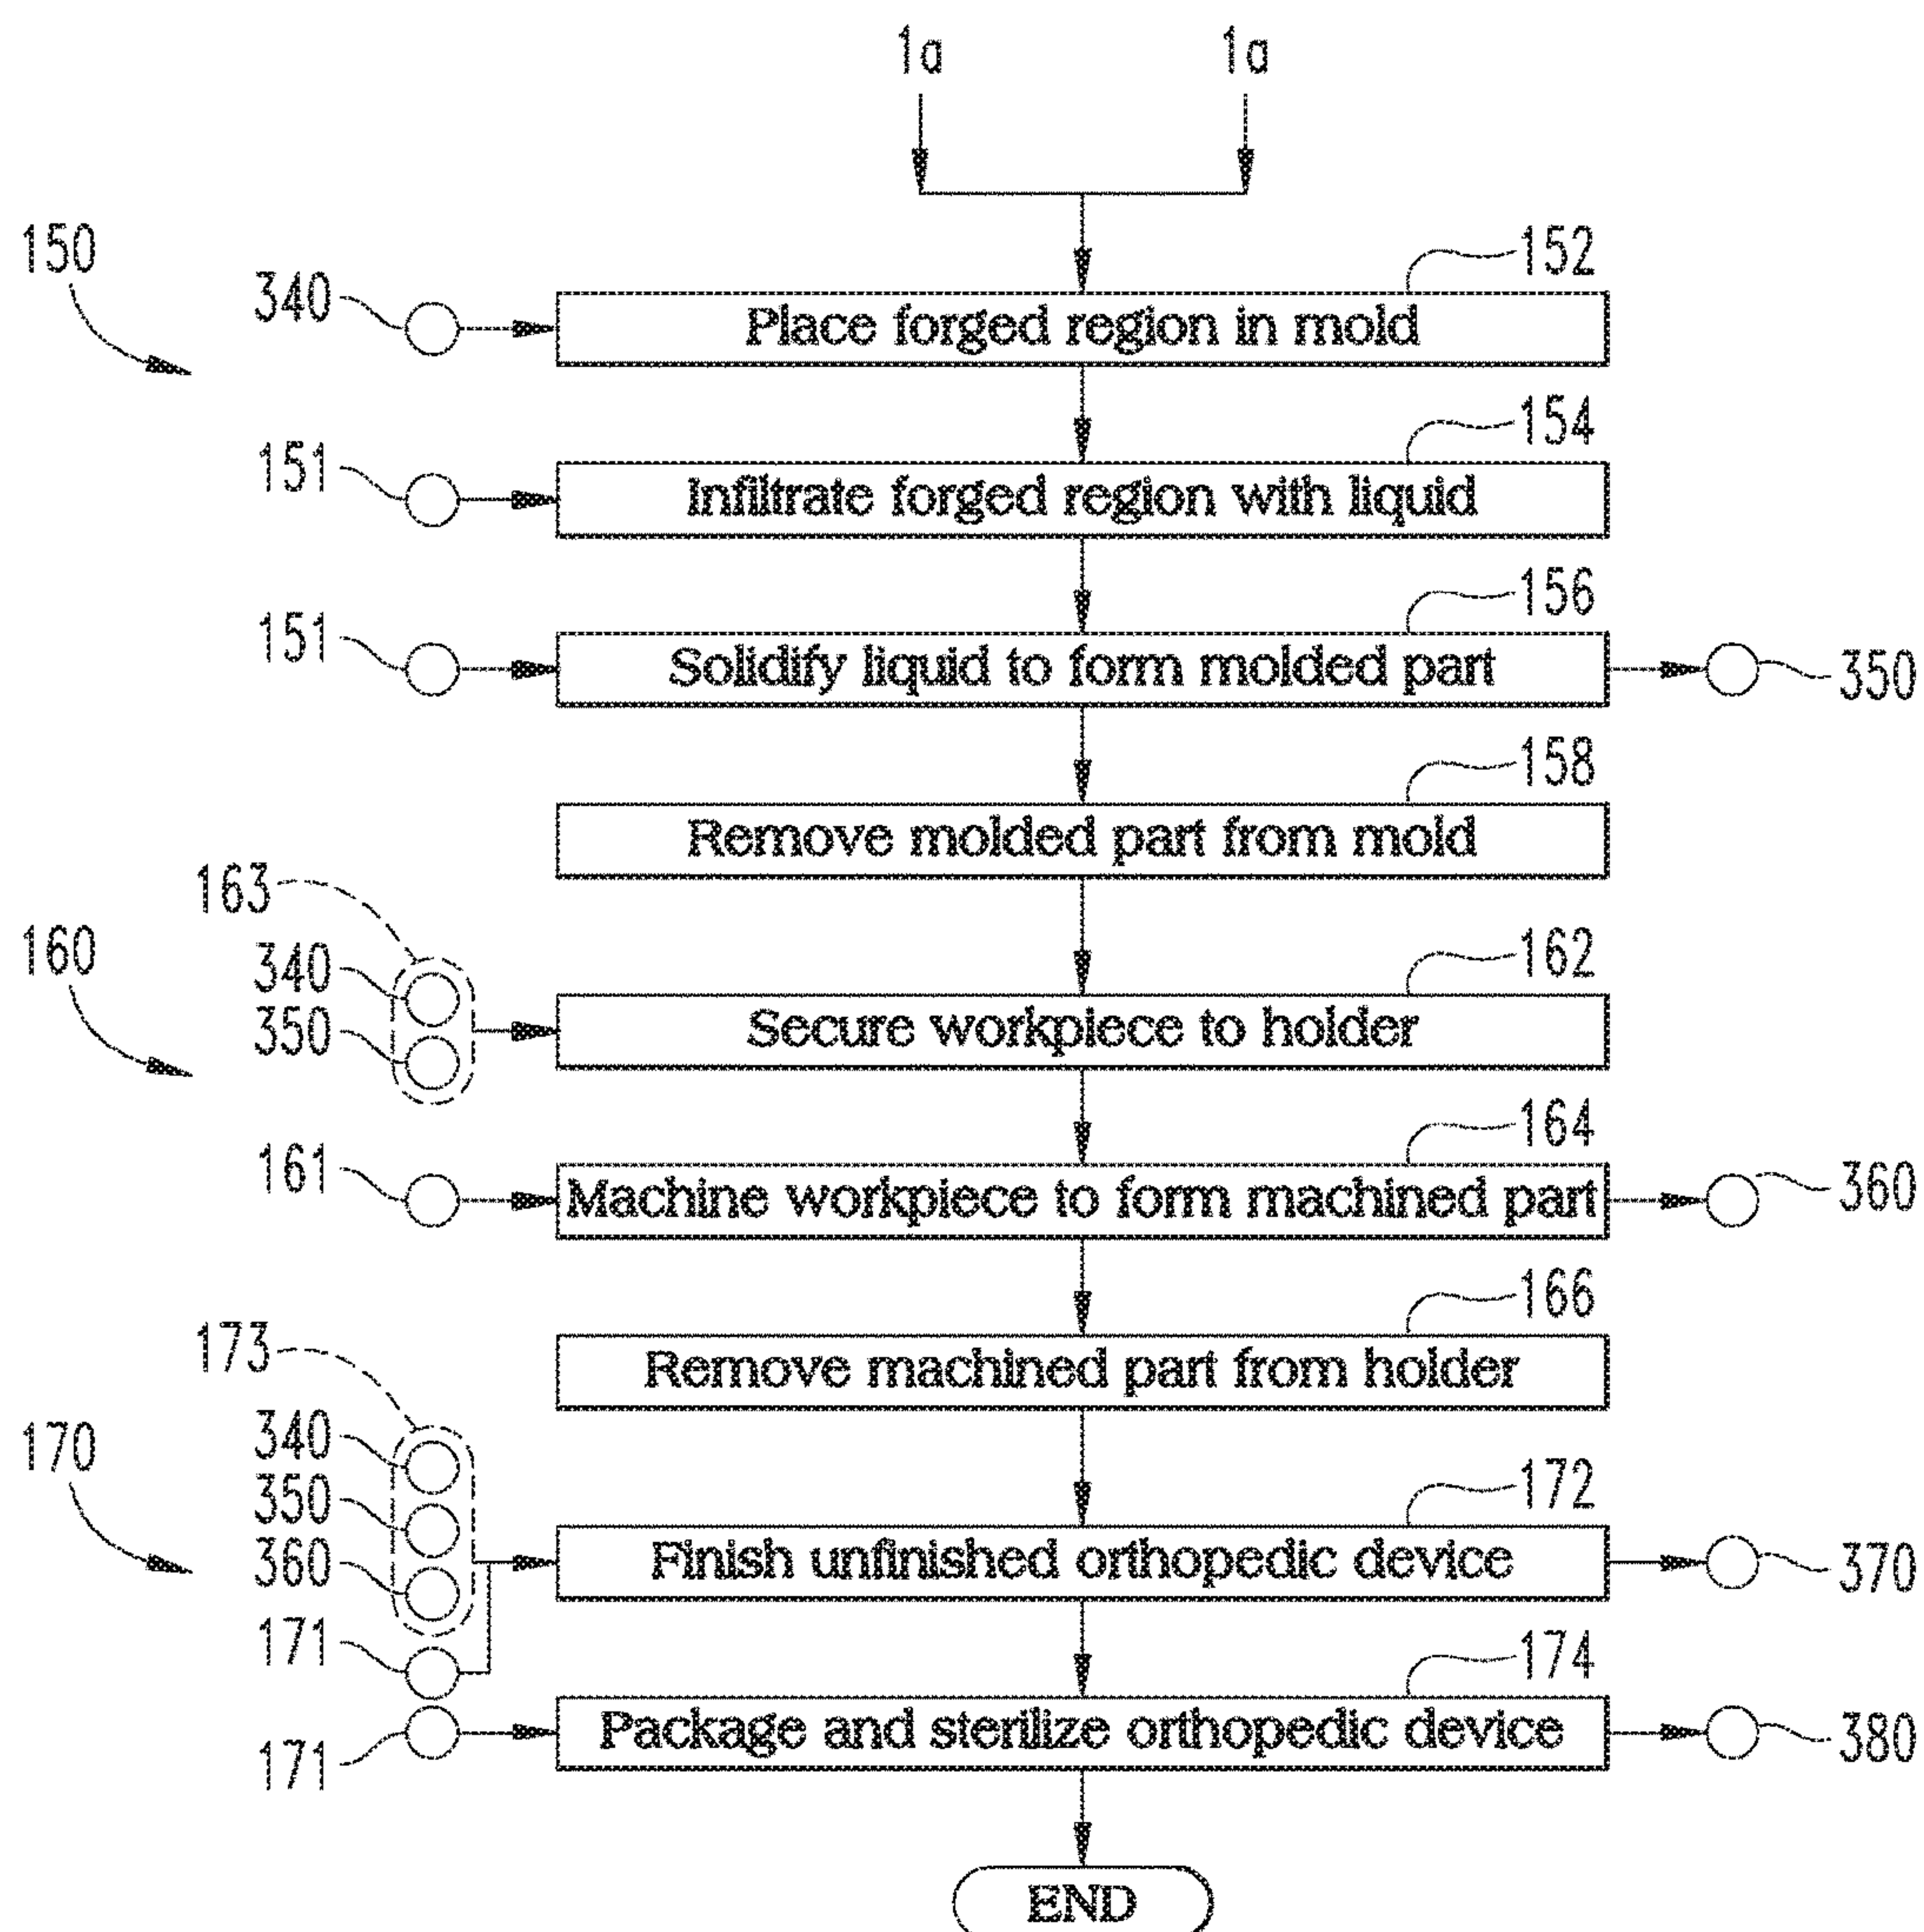 1a 1a
150
152
340
Place forged region in mold
154
151
Infiltrate forged region with liquid
156
151
Solidify liquid to form molded part
350
158
Remove molded part from mold
163
160
340
162
350
Secure workpiece to holder
164
161
Machine workpiece to form machined part
360
166
173
Remove machined part from holder
170
340
350
172
360
Finish unfinished orthopedic device
370
171
174
171
Package and sterilize orthopedic device
380
END